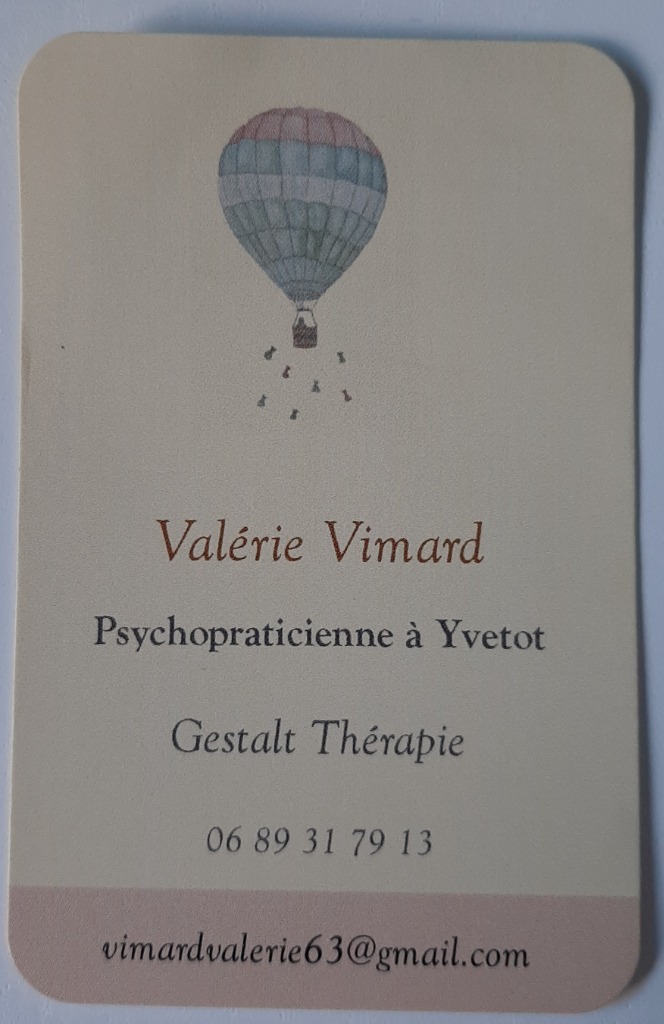 Valérie Vimard
Psychopraticienne à Yvetot
Gestalt Thérapie
06 89 31 79 13
vimardvalerie63@gmail.com